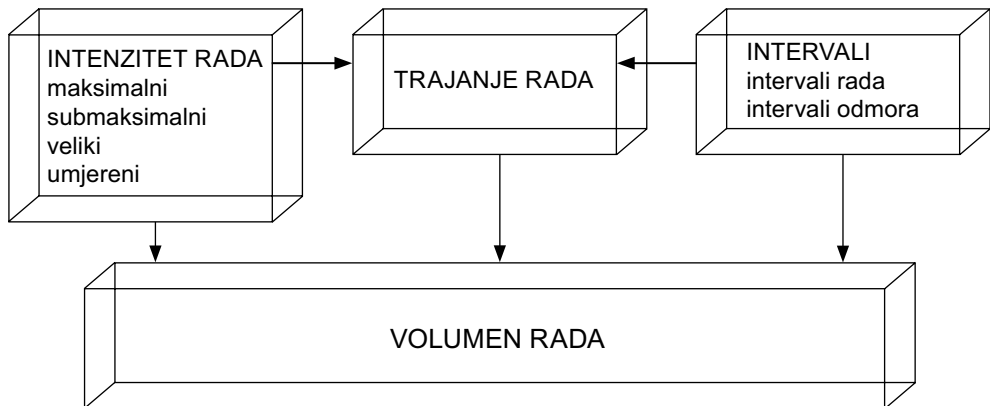 INTENZITET RADA
maksimalni
submaksimalni
veliki
umjereni
TRAJANJE RADA
INTERVALI
intervali rada
intervali odmora
VOLUMEN RADA